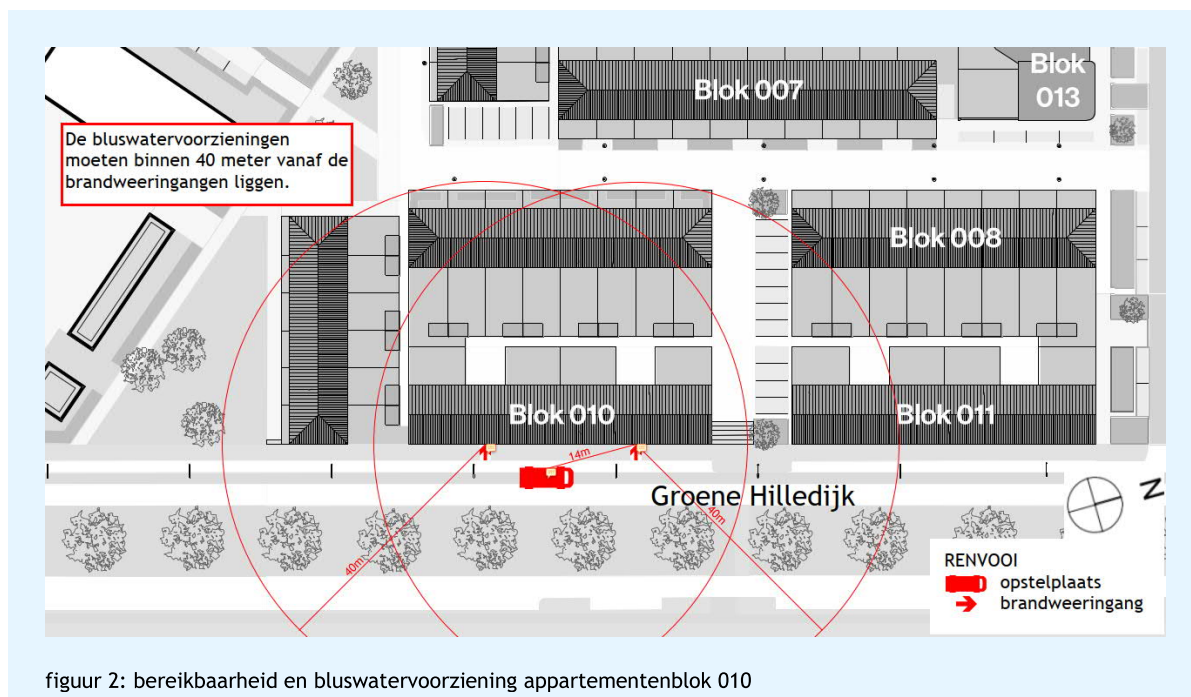 Blok 007
Blok
013
De bluswatervoorzieningen
moeten binnen 40 meter vanaf de
brandweeringangen liggen.
Blok 008
Blok 010
Blok 011
14m
Groene Hilledijk
40m
40m
N
RENVOOI
opstelplaats
brandweeringang
figuur 2: bereikbaarheid en bluswatervoorziening appartementenblok 010